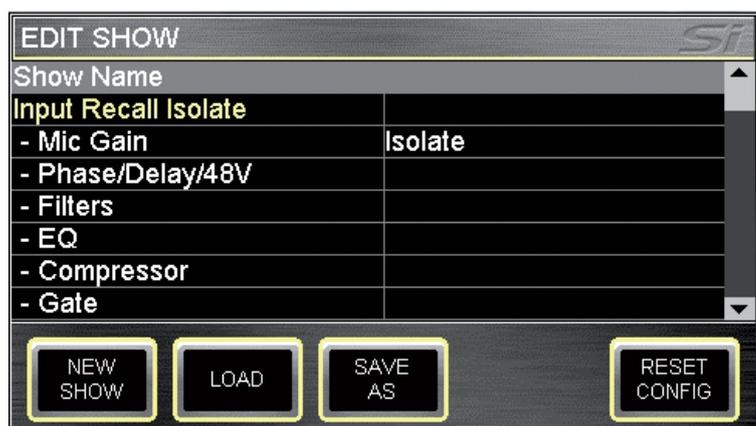 EDIT SHOW Si
Show Name
Input Recall Isolate
- Mic Gain Isolate
- Phase/Delay/48V
- Filters
- EQ
- Compressor
- Gate
NEW SHOW
LOAD
SAVE AS
RESET CONFIG